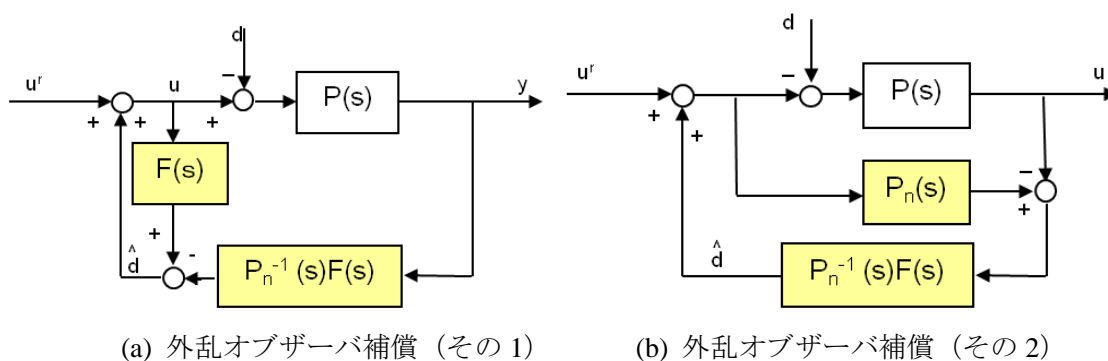 d
u^r
+
+
u
+
−
P(s)
y
F(s)
+
^
d
-
P_n^-1 (s)F(s)
(a) 外乱オブザーバ補償（その 1）
d
u^r
+
+
−
P(s)
u
P_n(s)
−
+
^
d
P_n^-1 (s)F(s)
(b) 外乱オブザーバ補償（その 2）